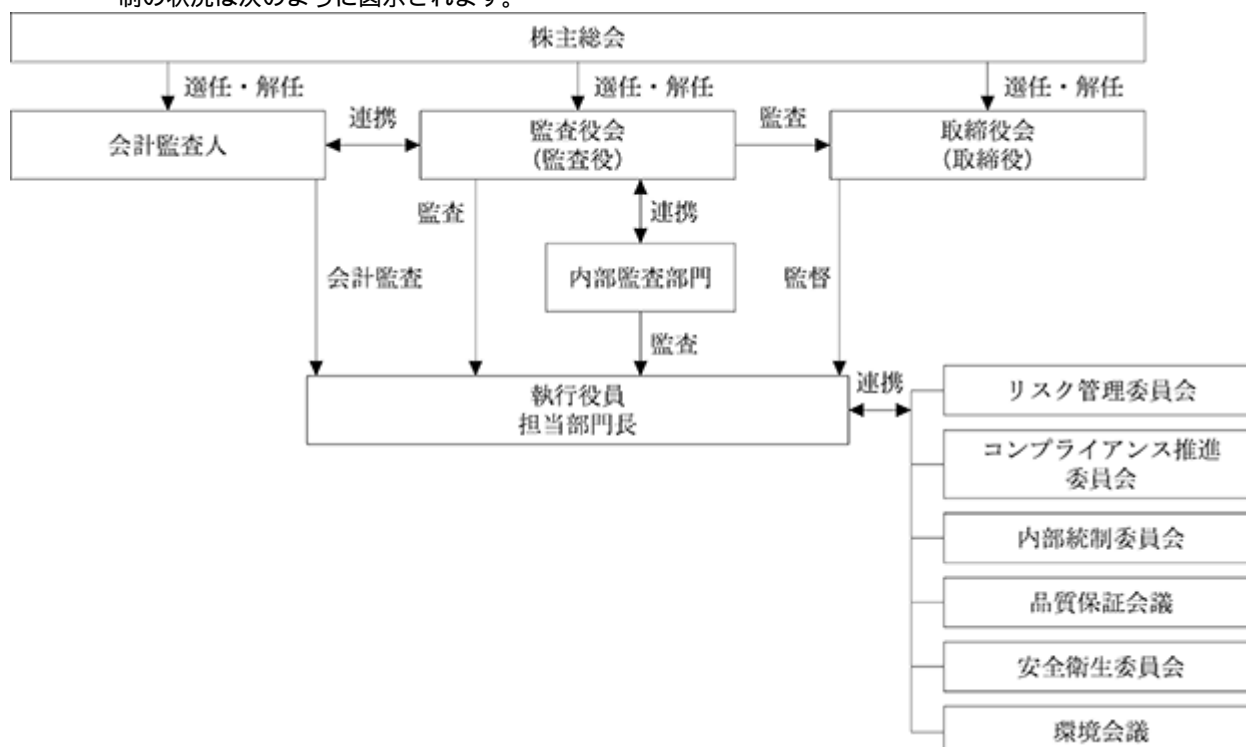 制の状況は次のように図示されます。
株主総会
選任・解任
選任・解任
選任・解任
会計監査人
連携
監査役会
(監査役)
監査
取締役会
(取締役)
監査
連携
会計監査
内部監査部門
監督
監査
執行役員
担当部門長
連携
リスク管理委員会
コンプライアンス推進
委員会
内部統制委員会
品質保証会議
安全衛生委員会
環境会議